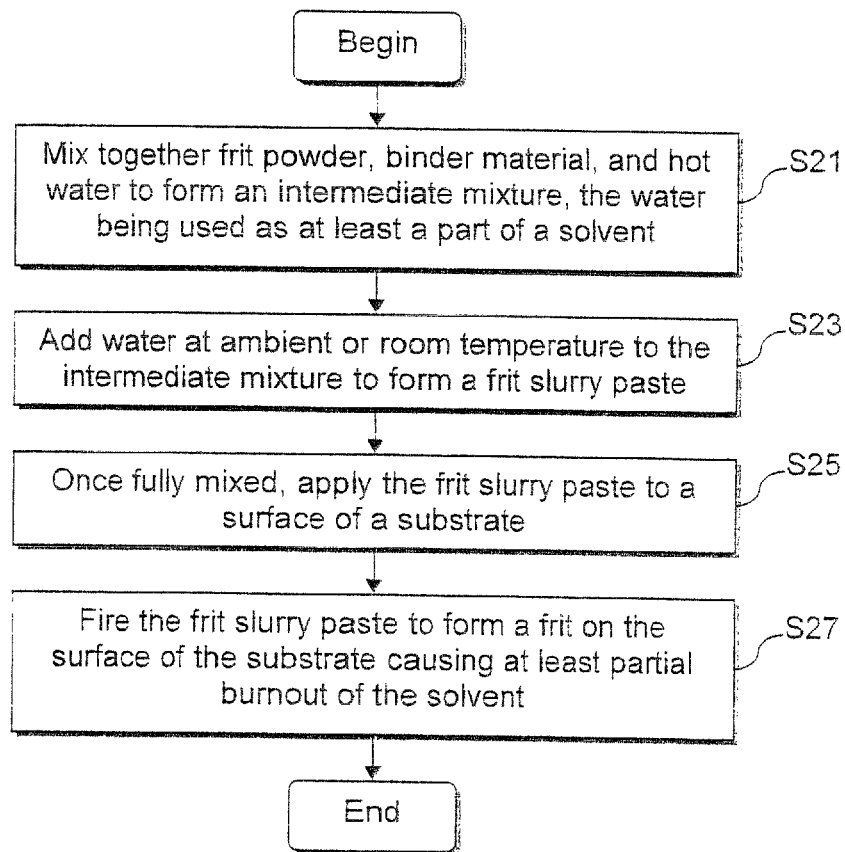 Begin
Mix together frit powder, binder material, and hot
water to form an intermediate mixture, the water
being used as at least a part of a solvent
S21
Add water at ambient or room temperature to the
intermediate mixture to form a frit slurry paste
S23
Once fully mixed, apply the frit slurry paste to a
surface of a substrate
S25
Fire the frit slurry paste to form a frit on the
surface of the substrate causing at least partial
burnout of the solvent
S27
End